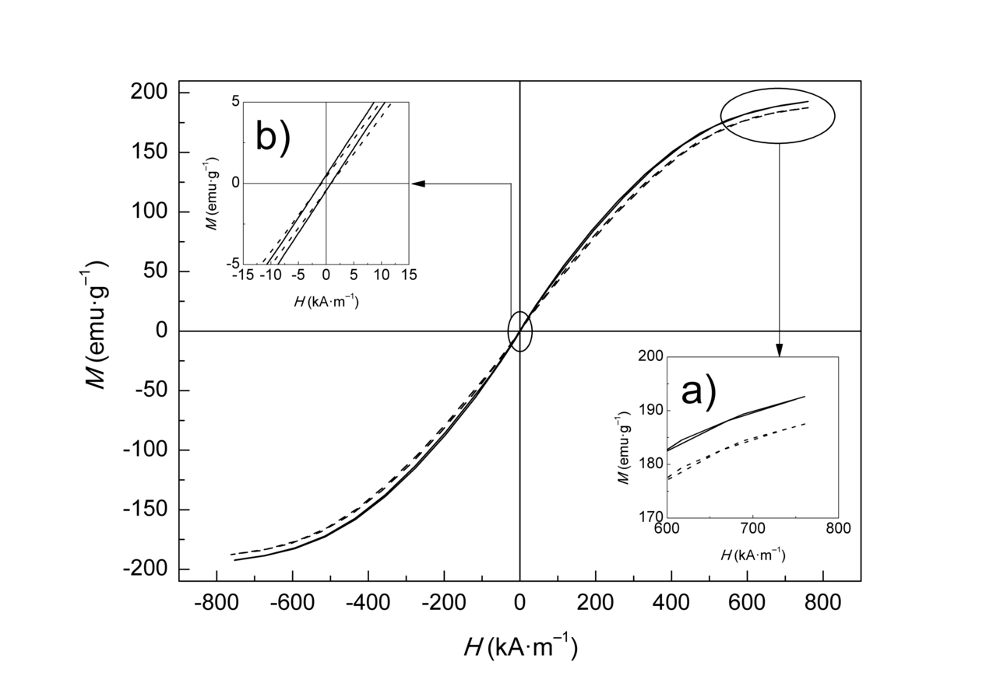 200
150
100
50
0
-50
-100
-150
-200
M (emu·g⁻¹)
-800 -600 -400 -200 0 200 400 600 800
H (kA·m⁻¹)
b)
5
0
-5
M (emu·g⁻¹)
-15 -10 -5 0 5 10 15
H (kA·m⁻¹)
a)
200
190
180
170
M (emu·g⁻¹)
600 700 800
H (kA·m⁻¹)